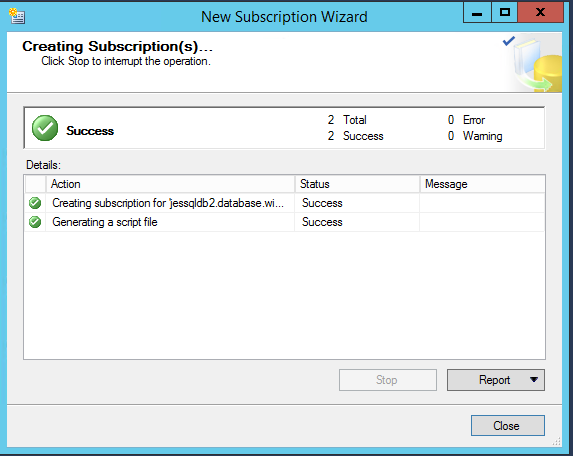 New Subscription Wizard
Creating Subscription(s)...
Click Stop to interrupt the operation.
Success
2 Total 0 Error
2 Success 0 Warning
Details:
Action Status Message
Creating subscription for 'jessqldb2.database.wi... Success
Generating a script file Success
Stop Report
Close